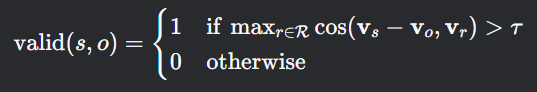 valid(s, o) = { 1 if max_{r∈ℛ} cos(𝐯_s − 𝐯_o, 𝐯_r) > τ
0 otherwise